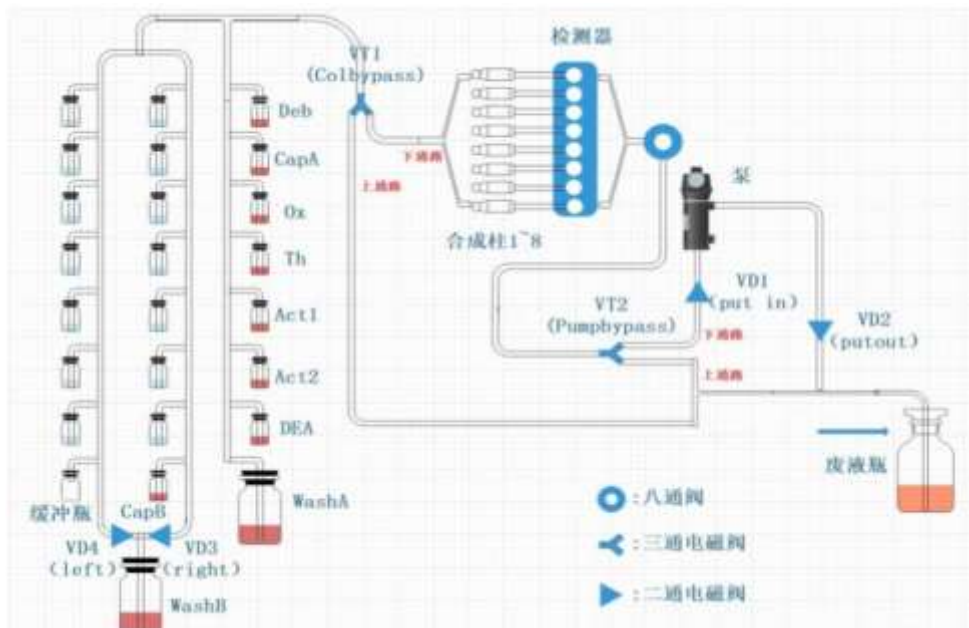 检测器
VT1
(Colbypass)
Deb
CapA
Ox
Th
Act1
Act2
DEA
下通路
上通路
合成柱1~8
泵
VD1
(put in)
VT2
(Pumpbypass)
下通路
上通路
VD2
(putout)
废液瓶
WashA
缓冲瓶
CapB
VD4
(left)
VD3
(right)
WashB
:八通阀
:三通电磁阀
:二通电磁阀